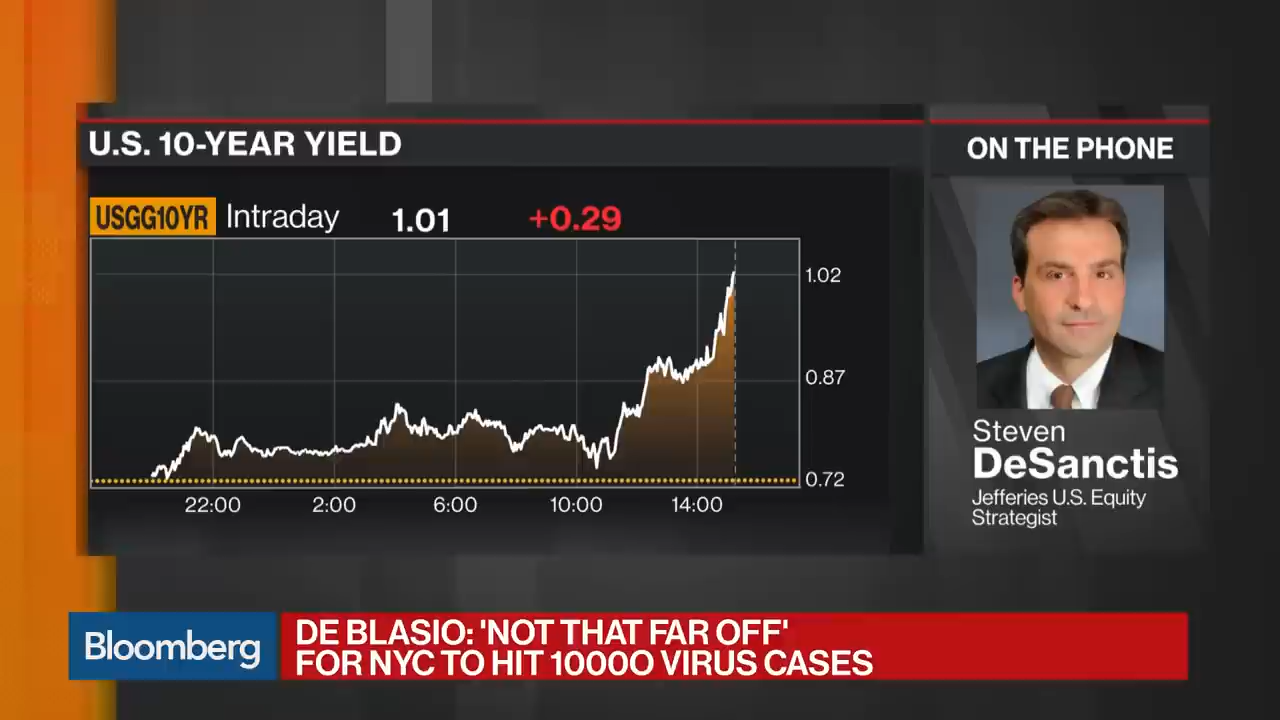 U.S. 10-YEAR YIELD
ON THE PHONE
USGG10YR Intraday 1.01 +0.29
1.02
0.87
0.72
22:00 2:00 6:00 10:00 14:00
Steven
DeSanctis
Jefferies U.S. Equity
Strategist
Bloomberg
DE BLASIO: 'NOT THAT FAR OFF'
FOR NYC TO HIT 1000O VIRUS CASES